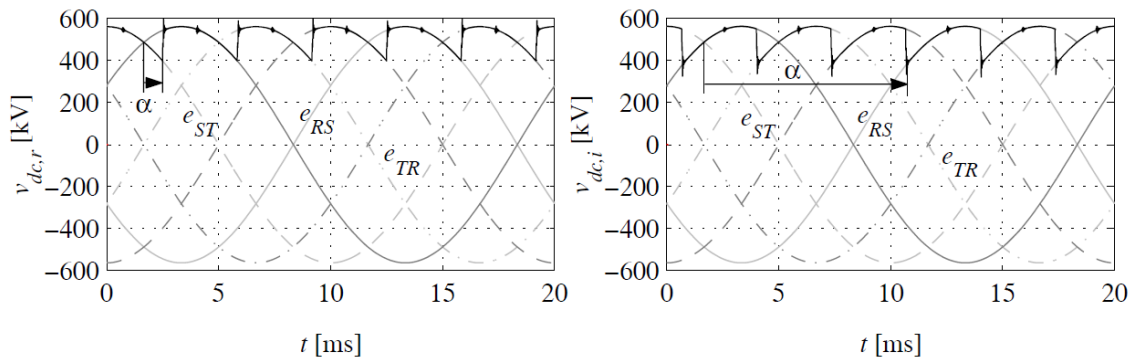 600
400
200
0
−200
−400
−600
v_{dc,r} [kV]
α
e_{ST}
e_{RS}
e_{TR}
0
5
10
15
20
t [ms]
600
400
200
0
−200
−400
−600
v_{dc,i} [kV]
α
e_{ST}
e_{RS}
e_{TR}
0
5
10
15
20
t [ms]